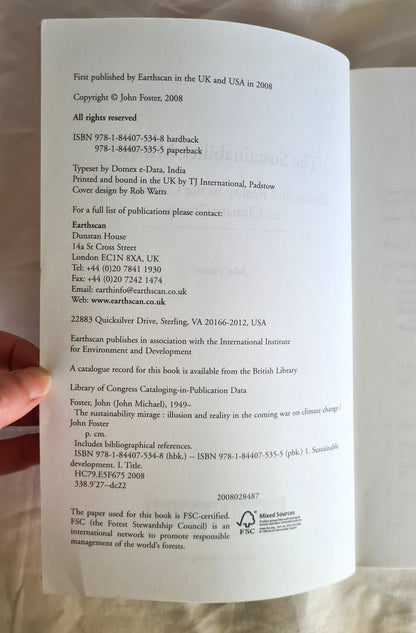 First published by Earthscan in the UK and USA in 2008
Copyright © John Foster, 2008
All rights reserved
ISBN 978-1-84407-534-8 hardback
978-1-84407-535-5 paperback
Typeset by Domex e-Data, India
Printed and bound in the UK by TJ International, Padstow
Cover design by Rob Watts
For a full list of publications please contact:
Earthscan
Dunstan House
14a St Cross Street
London EC1N 8XA, UK
Tel: +44 (0)20 7841 1930
Fax: +44 (0)20 7242 1474
Email: earthinfo@earthscan.co.uk
Web: www.earthscan.co.uk
22883 Quicksilver Drive, Sterling, VA 20166-2012, USA
Earthscan publishes in association with the International Institute
for Environment and Development
A catalogue record for this book is available from the British Library
Library of Congress Cataloging-in-Publication Data
Foster, John (John Michael), 1949–
The sustainability mirage : illusion and reality in the coming war on climate change /
John Foster
p. cm.
Includes bibliographical references.
ISBN 978-1-84407-534-8 (hbk.) -- ISBN 978-1-84407-535-5 (pbk.) 1. Sustainable
development. I. Title.
HC79.E5F675 2008
338.9'27--dc22
2008028487
The paper used for this book is FSC-certified.
FSC (the Forest Stewardship Council) is an
international network to promote responsible
management of the world's forests.
FSC
Mixed Sources